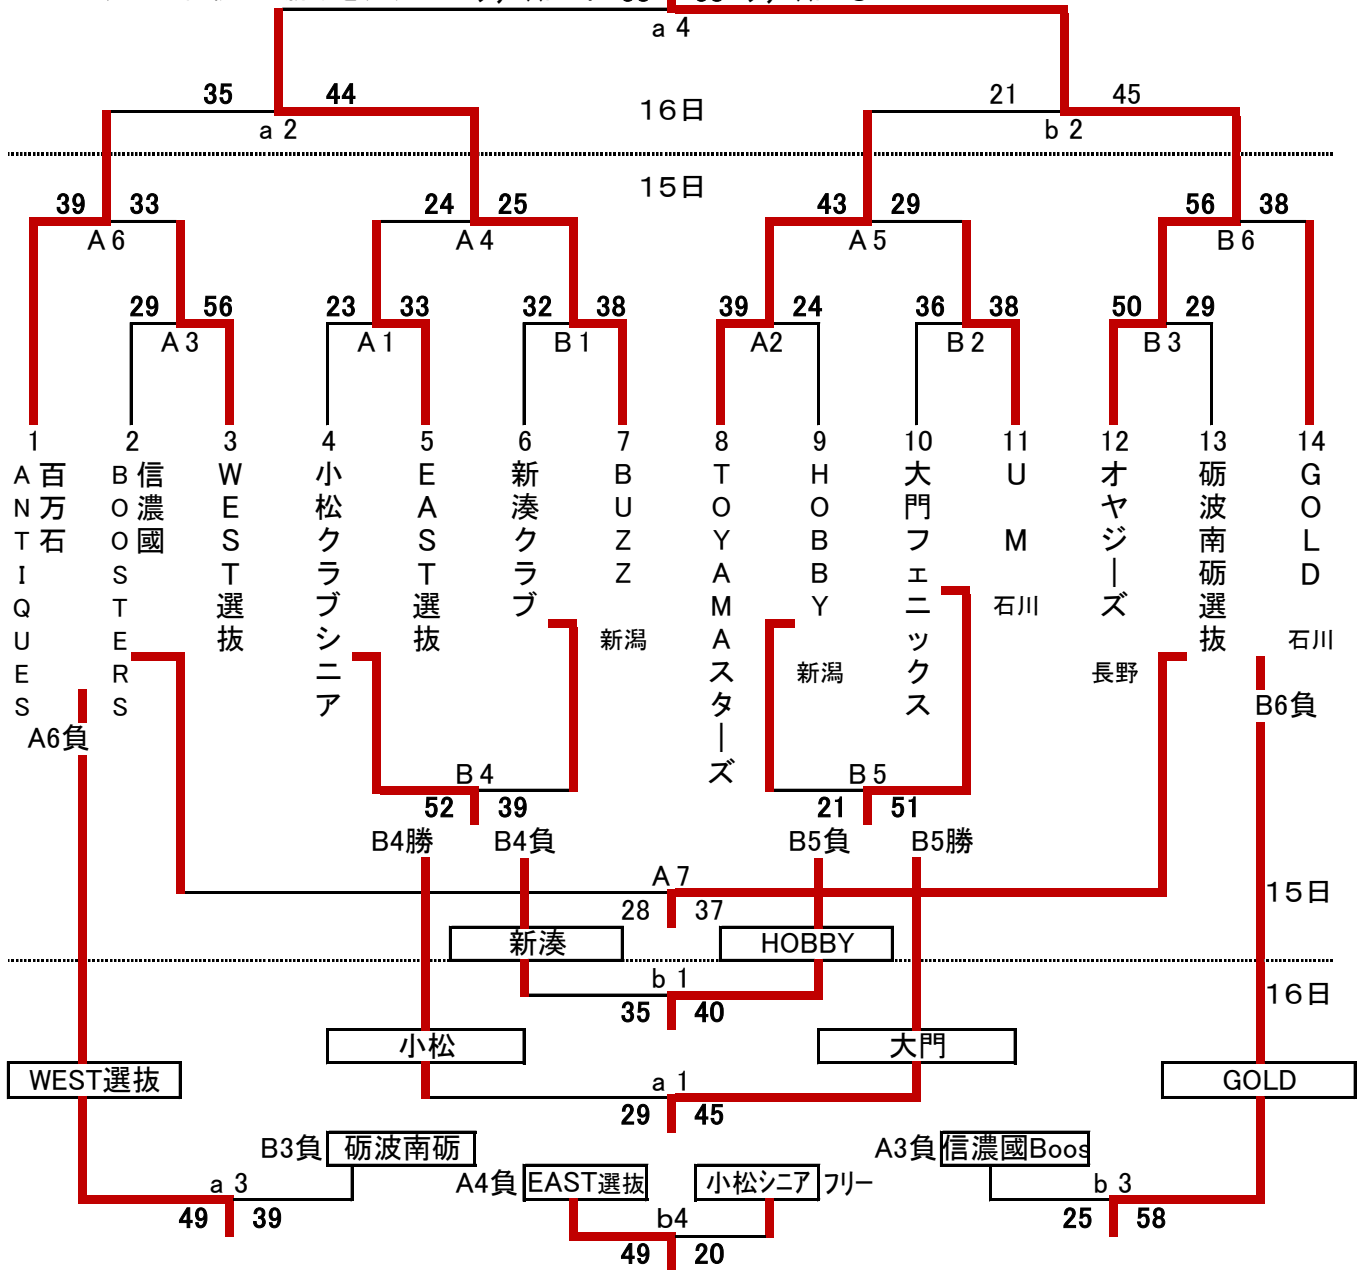 a 4
35 44 16日 21 45
a 2 b 2
15日
39 33 24 25 43 29 56 38
A 6 A 4 A 5 B 6
29 56 23 33 32 38 39 24 36 38 50 29
A 3 A 1 B 1 A2 B 2 B 3
1 2 3 4 5 6 7 8 9 10 11 12 13 14
百万石
ANTIQUES
信濃國
BOOSTERS
WEST選抜
小松クラブシニア
EAST選抜
新湊クラブ
BUZZ
新潟
TOYAMAスターズ
HOBBY
新潟
大門フェニックス
U M
石川
オヤジーズ
長野
砺波南砺選抜
GOLD
石川
A6負 B6負
B 4 B 5
52 39 21 51
B4勝 B4負 B5負 B5勝
A 7
28 37 15日
新湊 HOBBY
b 1
35 40 16日
小松 大門
WEST選抜 a 1 GOLD
29 45
B3負 砺波南砺 A3負 信濃國Boos
a 3 A4負 EAST選抜 小松シニア フリー b 3
49 39 b4 25 58
49 20